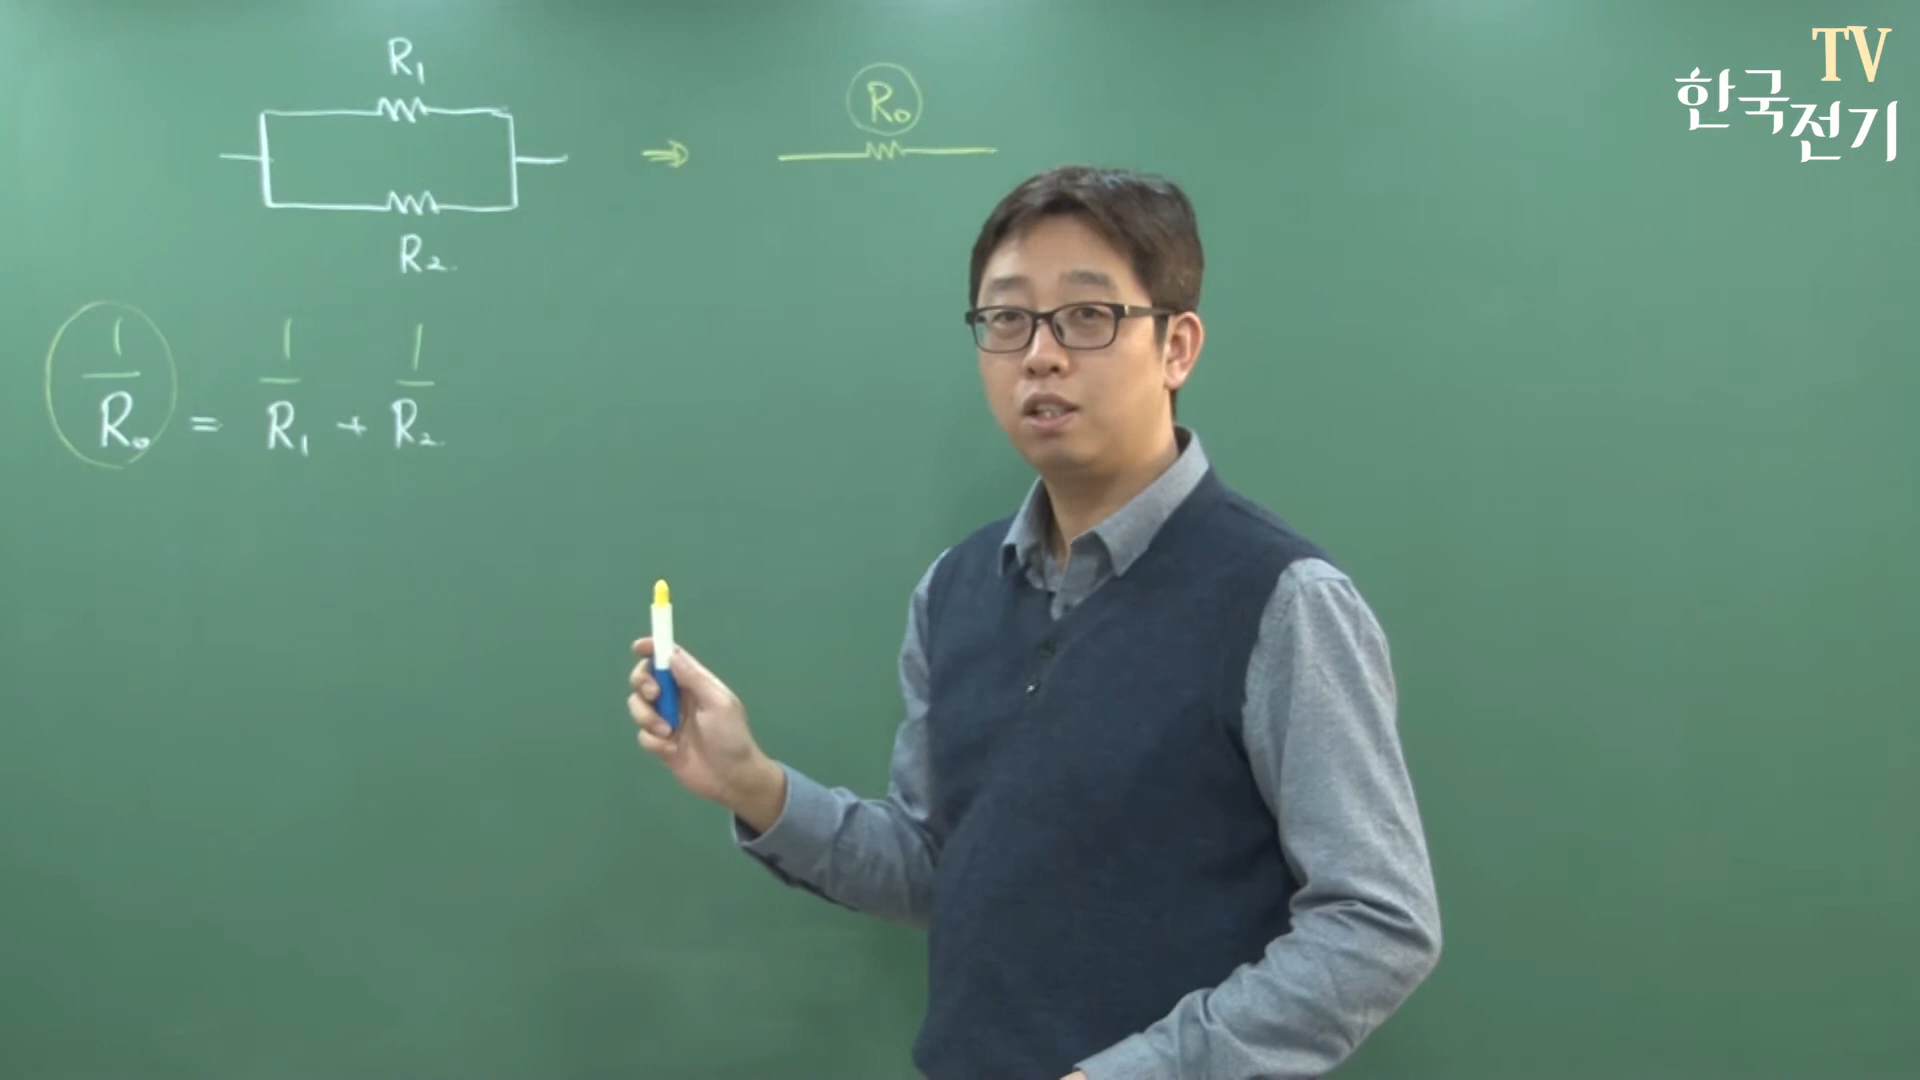 R₁
R₂
⇒
R₀
1/R₀ = 1/R₁ + 1/R₂
TV
한국
전기